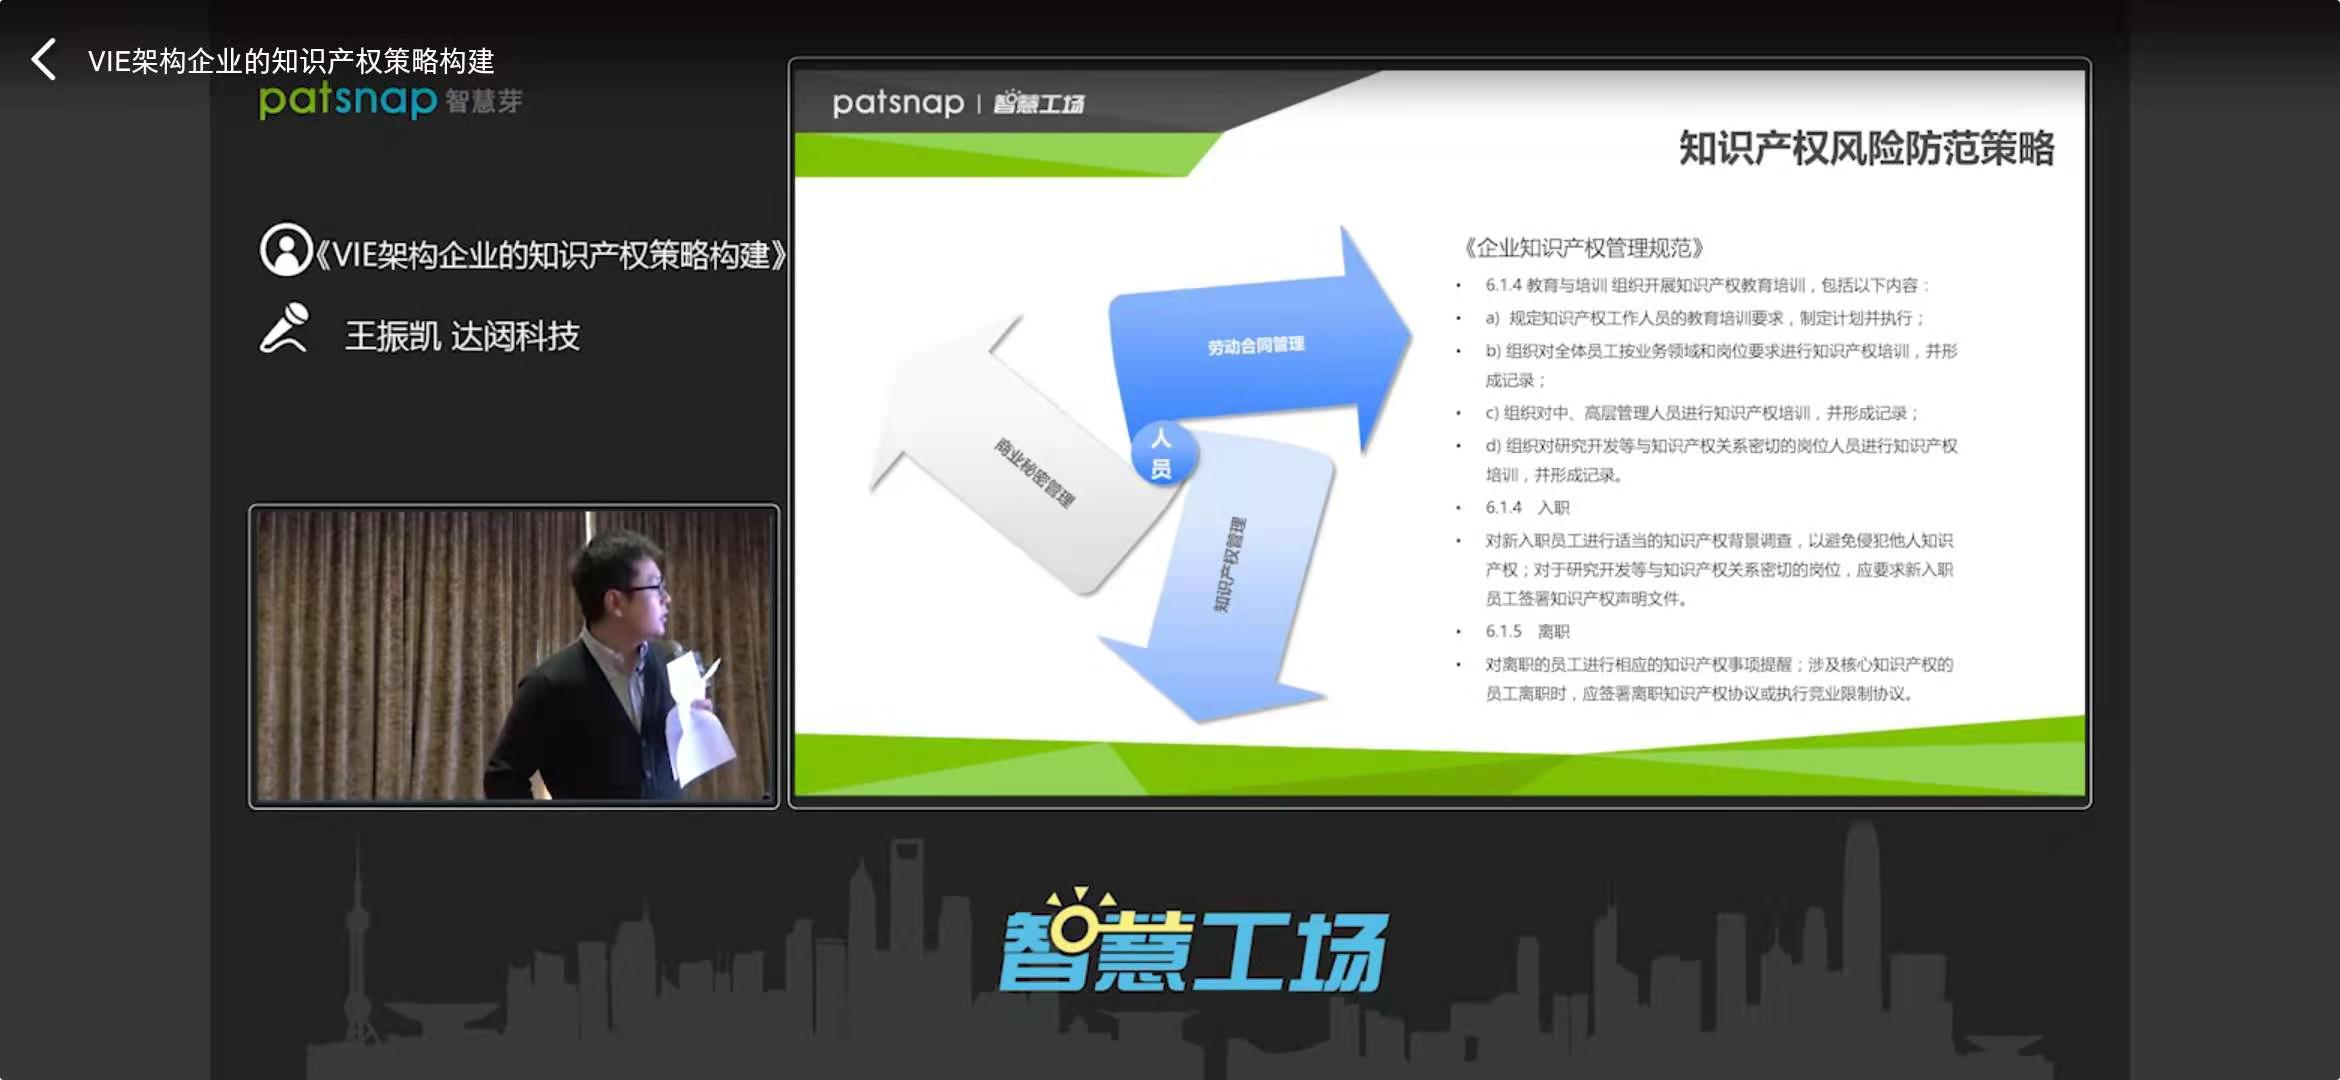 VIE架构企业的知识产权策略构建
patsnap 智慧芽
《VIE架构企业的知识产权策略构建》
王振凯 达闼科技
patsnap | 智慧工场
知识产权风险防范策略
劳动合同管理
商业秘密管理
人
员
知识产权管理
《企业知识产权管理规范》
• 6.1.4 教育与培训 组织开展知识产权教育培训，包括以下内容：
• a) 规定知识产权工作人员的教育培训要求，制定计划并执行；
• b) 组织对全体员工按业务领域和岗位要求进行知识产权培训，并形
成记录；
• c) 组织对中、高层管理人员进行知识产权培训，并形成记录；
• d) 组织对研究开发等与知识产权关系密切的岗位人员进行知识产权
培训，并形成记录。
• 6.1.4 入职
• 对新入职员工进行适当的知识产权背景调查，以避免侵犯他人知识
产权；对于研究开发等与知识产权关系密切的岗位，应要求新入职
员工签署知识产权声明文件。
• 6.1.5 离职
• 对离职的员工进行相应的知识产权事项提醒；涉及核心知识产权的
员工离职时，应签署离职知识产权协议或执行竞业限制协议。
智慧工场